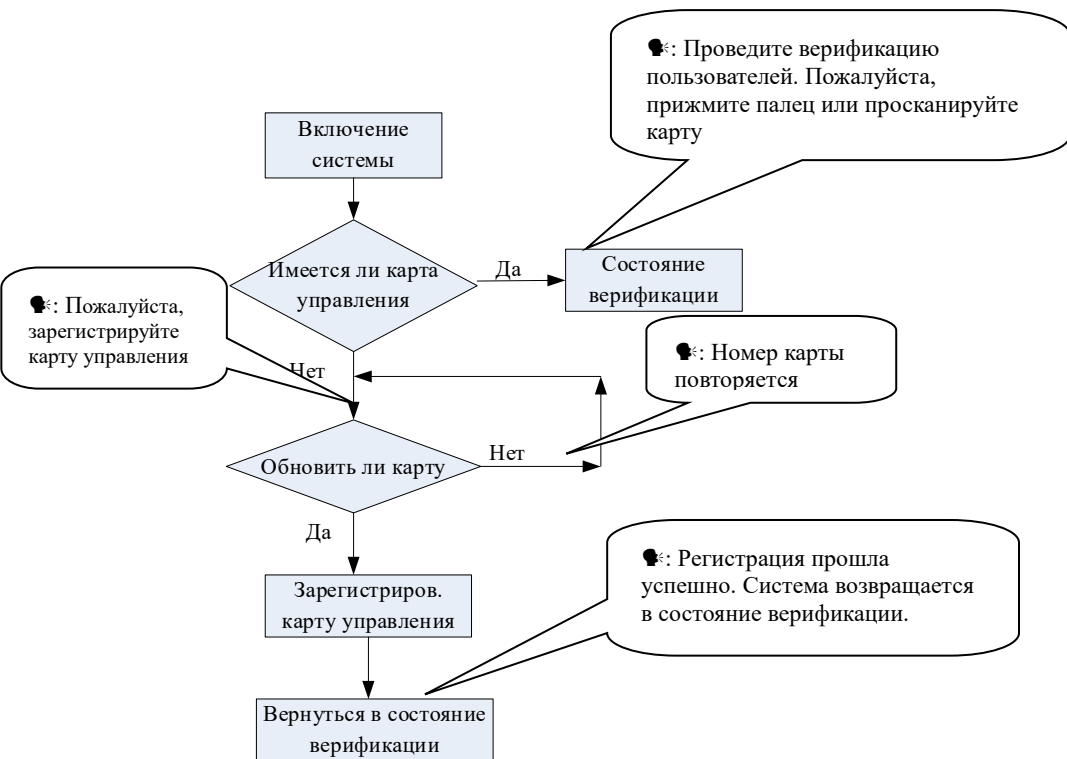 🗣: Проведите верификацию
пользователей. Пожалуйста,
прижмите палец или просканируйте
карту
Включение
системы
Имеется ли карта
управления
Да
Состояние
верификации
🗣: Пожалуйста,
зарегистрируйте
карту управления
Нет
🗣: Номер карты
повторяется
Обновить ли карту
Нет
Да
🗣: Регистрация прошла
успешно. Система возвращается
в состояние верификации.
Зарегистриров.
карту управления
Вернуться в состояние
верификации